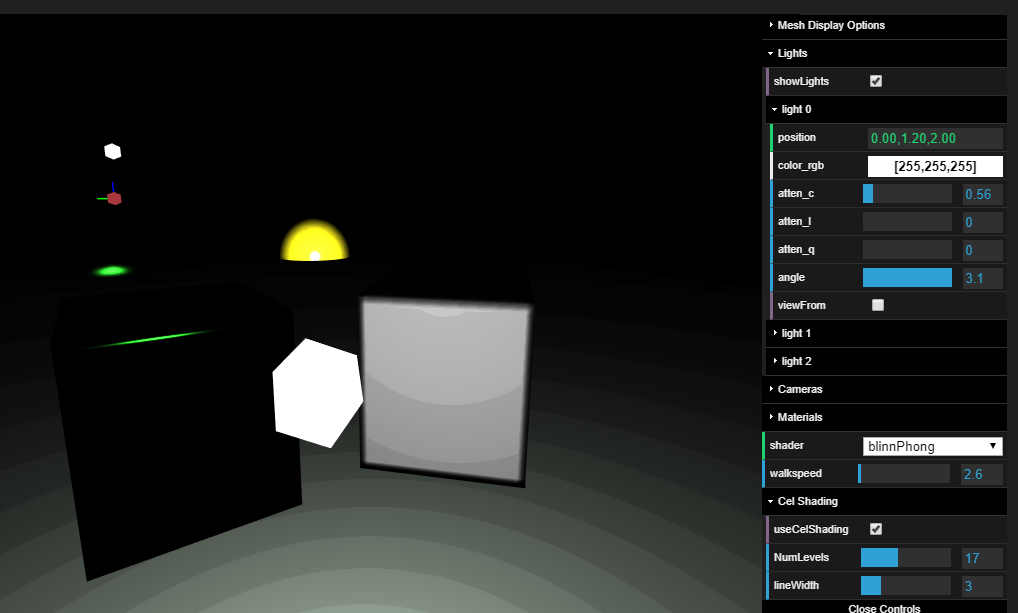 Mesh Display Options
Lights
showLights
light 0
position 0.00,1.20,2.00
color_rgb [255,255,255]
atten_c 0.56
atten_l 0
atten_q 0
angle 3.1
viewFrom
light 1
light 2
Cameras
Materials
shader blinnPhong
walkspeed 2.6
Cel Shading
useCelShading
NumLevels 17
lineWidth 3
Close Controls